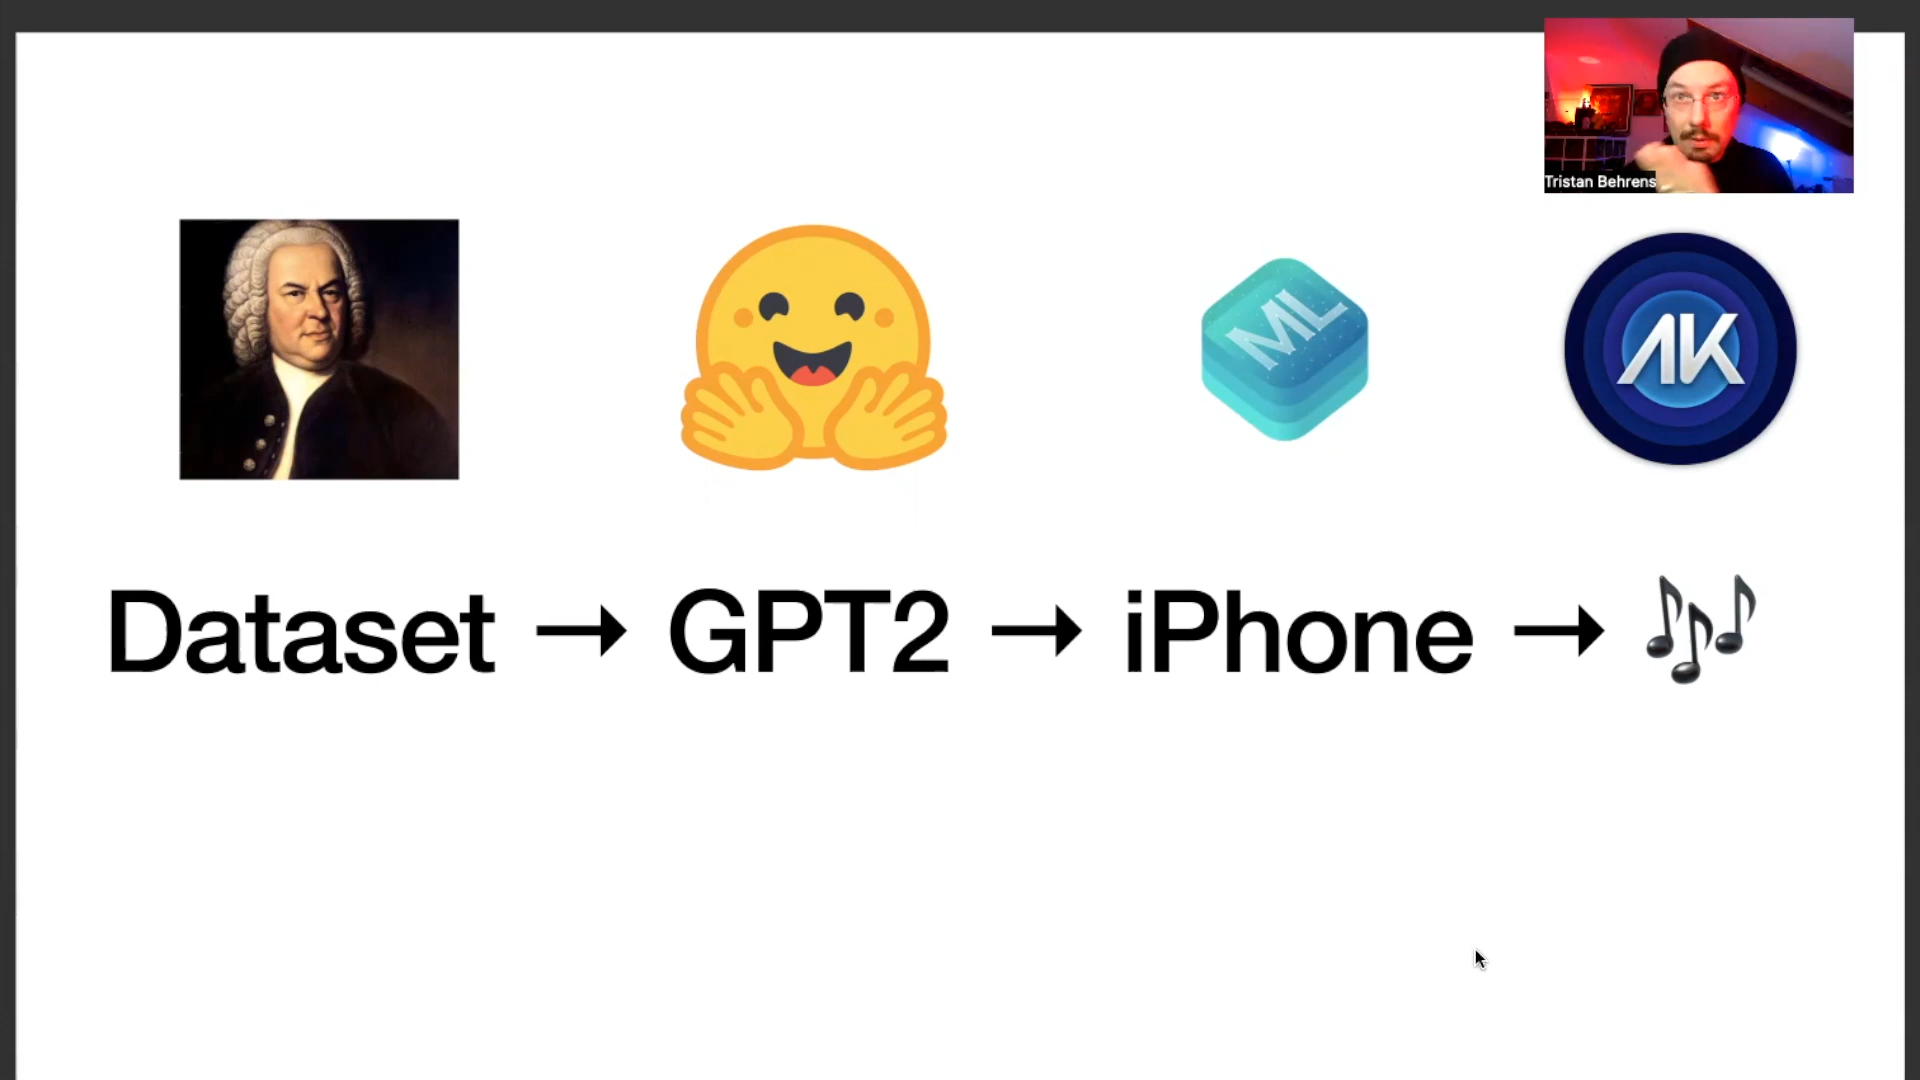 Tristan Behrens
ML
AK
Dataset → GPT2 → iPhone → 🎶